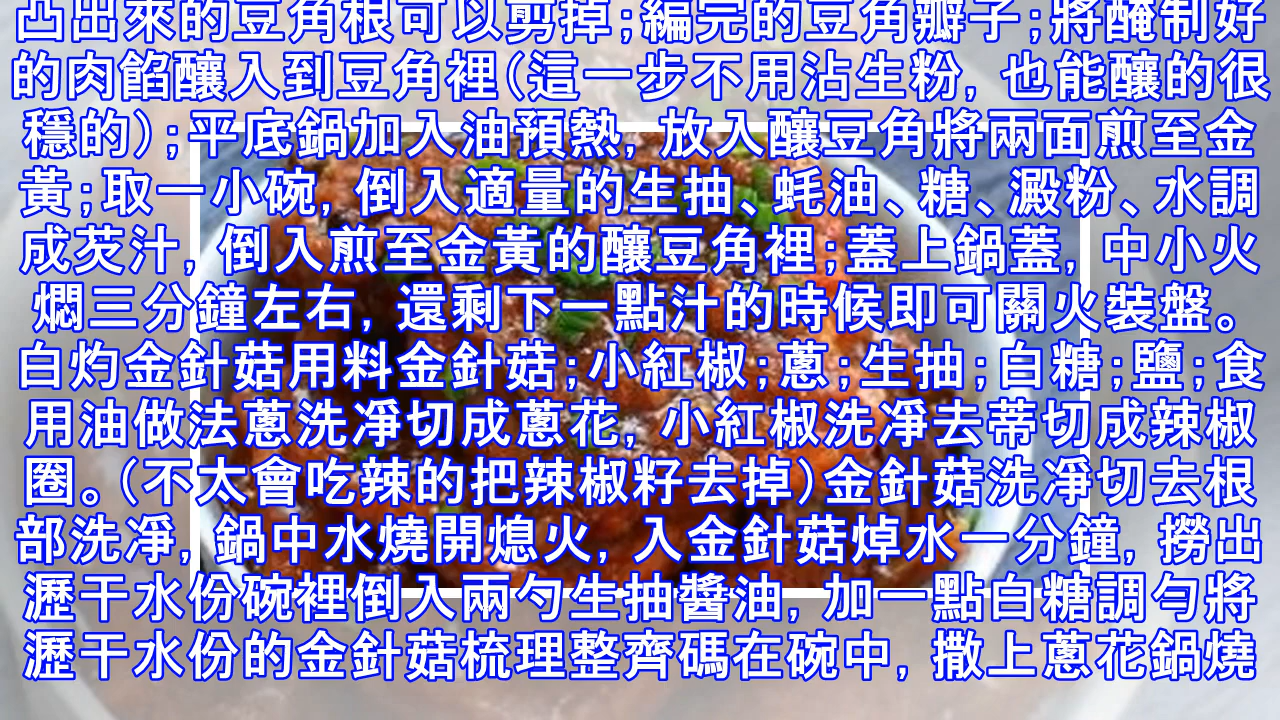 凸出來的豆角根可以剪掉;編完的豆角瓣子;將醃制好
的肉餡釀入到豆角裡(這一步不用沾生粉, 也能釀的很
穩的);平底鍋加入油預熱, 放入釀豆角將兩面煎至金
黃;取一小碗, 倒入適量的生抽、蚝油、糖、澱粉、水調
成芡汁, 倒入煎至金黃的釀豆角裡;蓋上鍋蓋, 中小火
燜三分鐘左右, 還剩下一點汁的時候即可關火裝盤。
白灼金針菇用料金針菇;小紅椒;蔥;生抽;白糖;鹽;食
用油做法蔥洗凈切成蔥花, 小紅椒洗凈去蒂切成辣椒
圈。(不太會吃辣的把辣椒籽去掉)金針菇洗凈切去根
部洗凈, 鍋中水燒開熄火, 入金針菇焯水一分鐘, 撈出
瀝干水份碗裡倒入兩勺生抽醬油, 加一點白糖調勻將
瀝干水份的金針菇梳理整齊碼在碗中, 撒上蔥花鍋燒